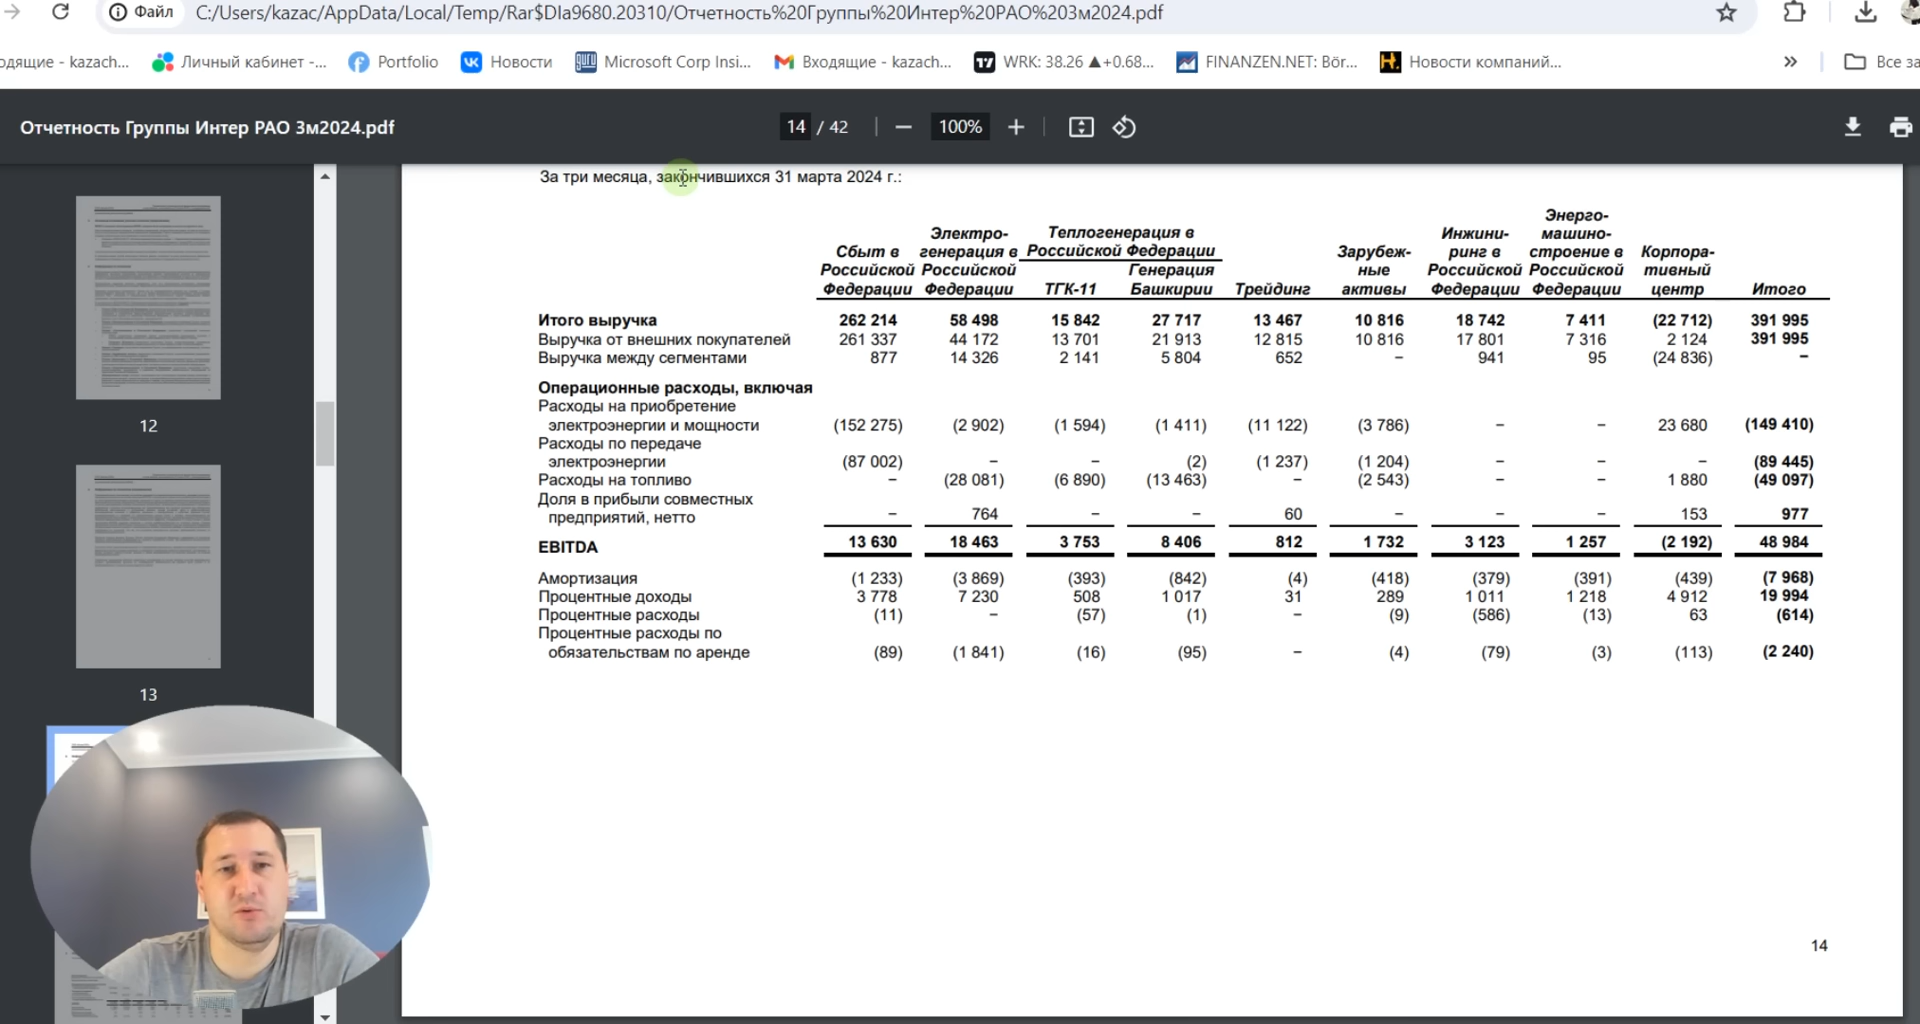 Файл
C:/Users/kazac/AppData/Local/Temp/Rar$DIa9680.20310/Отчетность%20Группы%20Интер%20РАО%203м2024.pdf
одящие - kazach...
Личный кабинет -...
Portfolio
Новости
Microsoft Corp Insi...
Входящие - kazach...
WRK: 38.26 ▲+0.68...
FINANZEN.NET: Bör...
Новости компаний...
»
Все за
Отчетность Группы Интер РАО 3м2024.pdf
14 / 42
− 100% +
12
13
За три месяца, закончившихся 31 марта 2024 г.:
Сбыт в Российской Федерации
Электро-генерация в Российской Федерации
Теплогенерация в Российской Федерации
ТГК-11
Генерация Башкирии
Трейдинг
Зарубеж-ные активы
Инжини-ринг в Российской Федерации
Энерго-машино-строение в Российской Федерации
Корпора-тивный центр
Итого
Итого выручка 262 214 58 498 15 842 27 717 13 467 10 816 18 742 7 411 (22 712) 391 995
Выручка от внешних покупателей 261 337 44 172 13 701 21 913 12 815 10 816 17 801 7 316 2 124 391 995
Выручка между сегментами 877 14 326 2 141 5 804 652 – 941 95 (24 836) –
Операционные расходы, включая
Расходы на приобретение
электроэнергии и мощности (152 275) (2 902) (1 594) (1 411) (11 122) (3 786) – – 23 680 (149 410)
Расходы по передаче
электроэнергии (87 002) – – (2) (1 237) (1 204) – – – (89 445)
Расходы на топливо – (28 081) (6 890) (13 463) – (2 543) – – 1 880 (49 097)
Доля в прибыли совместных
предприятий, нетто – 764 – – 60 – – – 153 977
EBITDA 13 630 18 463 3 753 8 406 812 1 732 3 123 1 257 (2 192) 48 984
Амортизация (1 233) (3 869) (393) (842) (4) (418) (379) (391) (439) (7 968)
Процентные доходы 3 778 7 230 508 1 017 31 289 1 011 1 218 4 912 19 994
Процентные расходы (11) – (57) (1) – (9) (586) (13) 63 (614)
Процентные расходы по
обязательствам по аренде (89) (1 841) (16) (95) – (4) (79) (3) (113) (2 240)
14